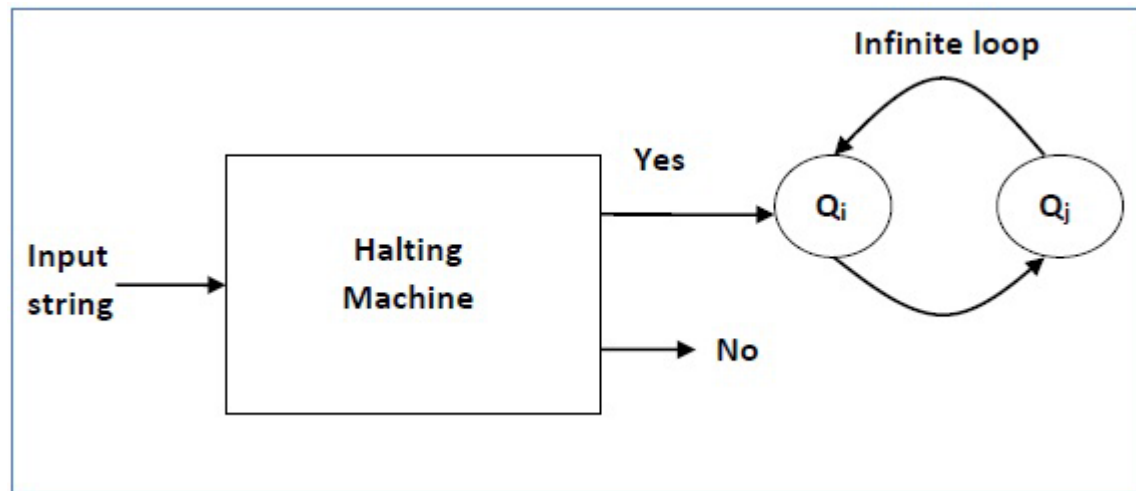 Infinite loop
Yes
Qi
Qj
Input
string
Halting
Machine
No